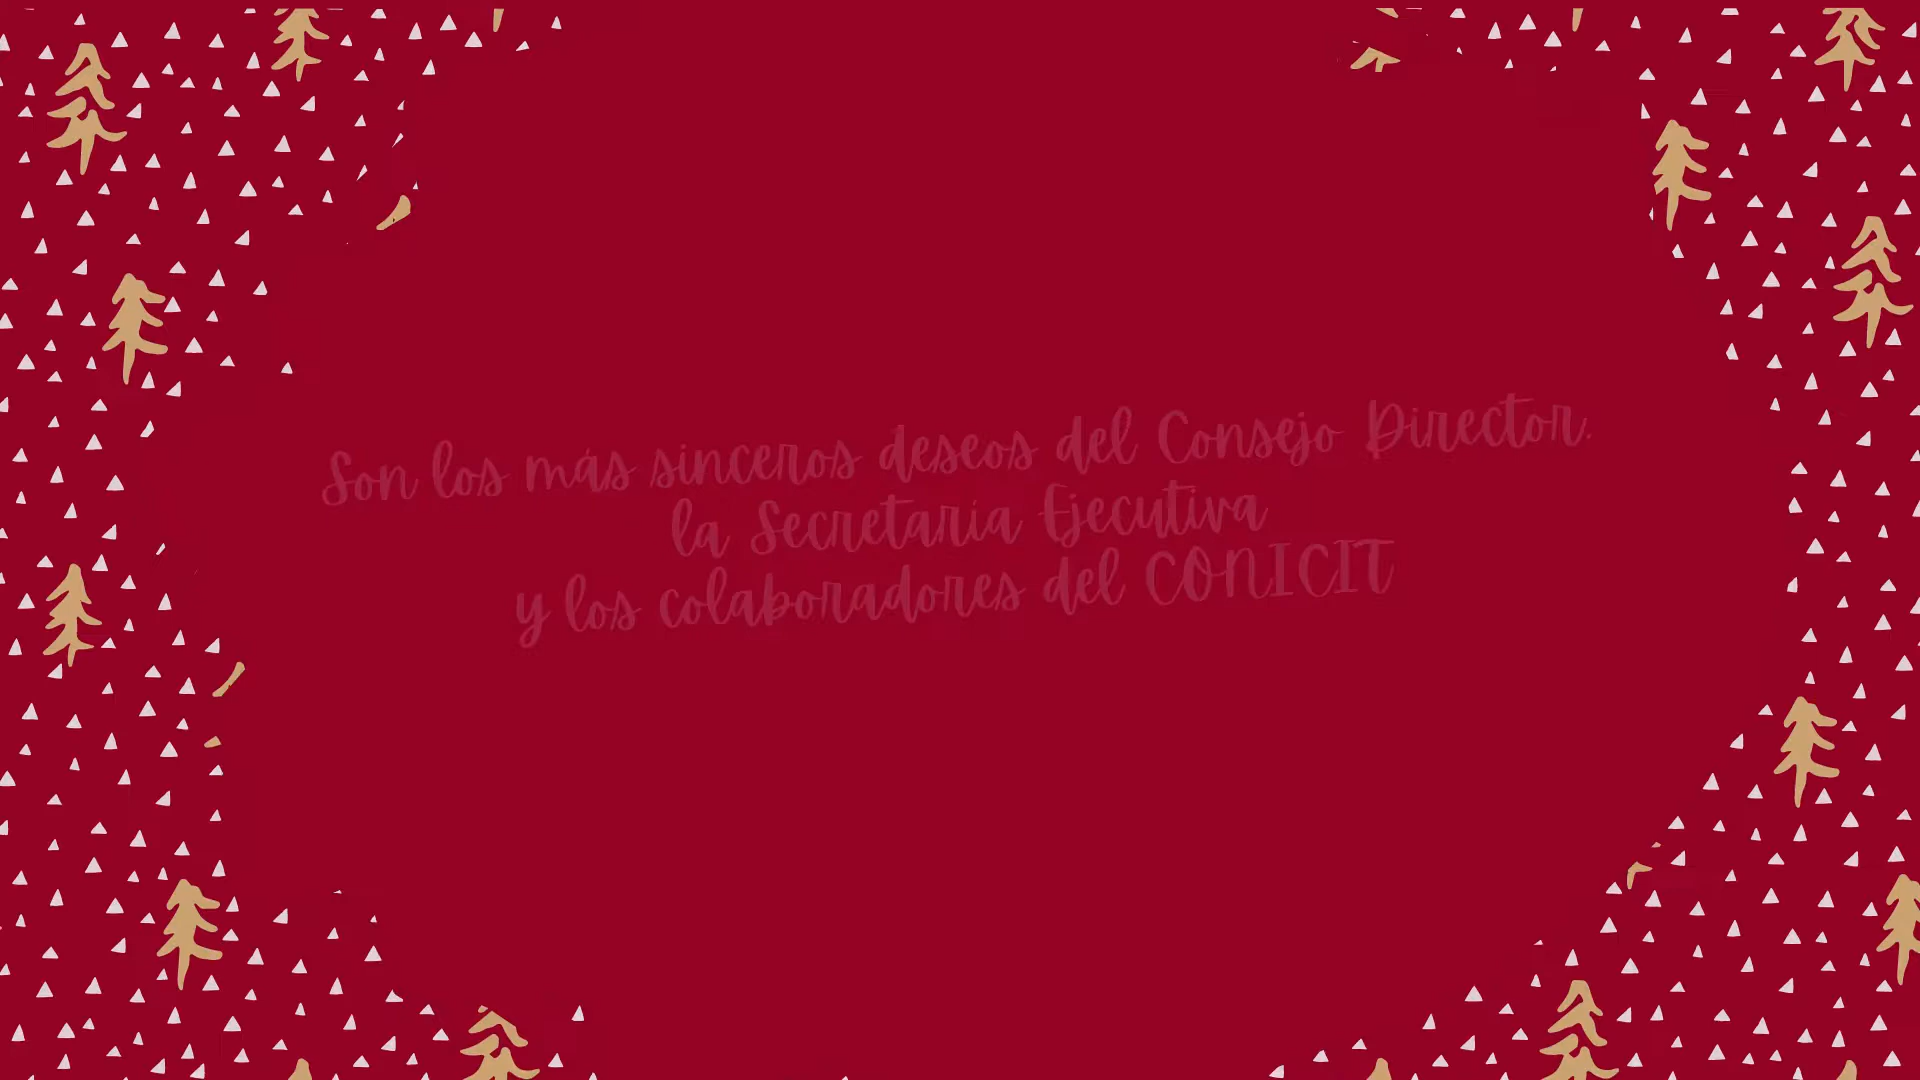 Son los más sinceros deseos del Consejo Director,
la Secretaría Ejecutiva
y los colaboradores del CONICIT